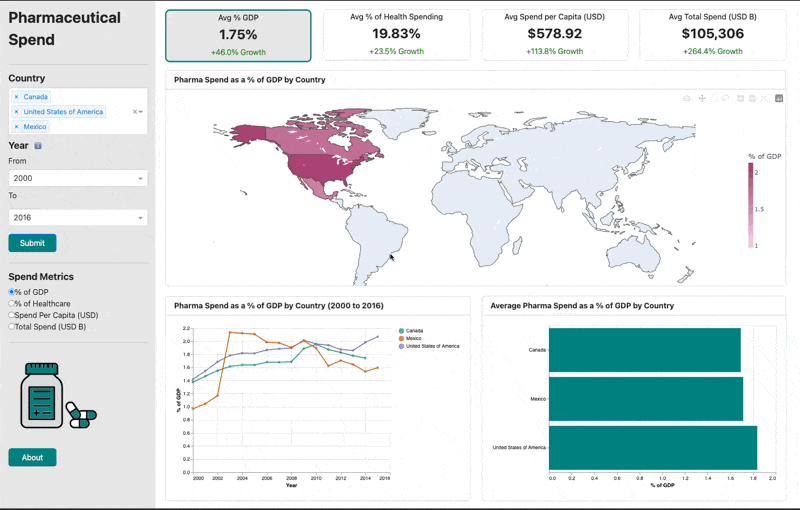 Pharmaceutical
Spend
Country
× Canada
× United States of America
× Mexico
Year
From
2000
To
2016
Submit
Spend Metrics
% of GDP
% of Healthcare
Spend Per Capita (USD)
Total Spend (USD B)
About
Avg % GDP
1.75%
+46.0% Growth
Avg % of Health Spending
19.83%
+23.5% Growth
Avg Spend per Capita (USD)
$578.92
+113.8% Growth
Avg Total Spend (USD B)
$105,306
+264.4% Growth
Pharma Spend as a % of GDP by Country
% of GDP
2
1.5
1
Pharma Spend as a % of GDP by Country (2000 to 2016)
2.2
2.0
1.8
1.6
1.4
1.2
1.0
0.8
0.6
0.4
0.2
0.0
% of GDP
2000 2002 2004 2006 2008 2010 2012 2014 2016
Year
Canada
Mexico
United States of America
Average Pharma Spend as a % of GDP by Country
Canada
Mexico
United States of America
0.0 0.2 0.4 0.6 0.8 1.0 1.2 1.4 1.6 1.8 2.0
% of GDP